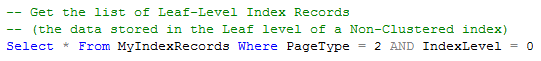 -- Get the list of Leaf-Level Index Records
-- (the data stored in the Leaf level of a Non-Clustered index)
Select * From MyIndexRecords Where PageType = 2 AND IndexLevel = 0